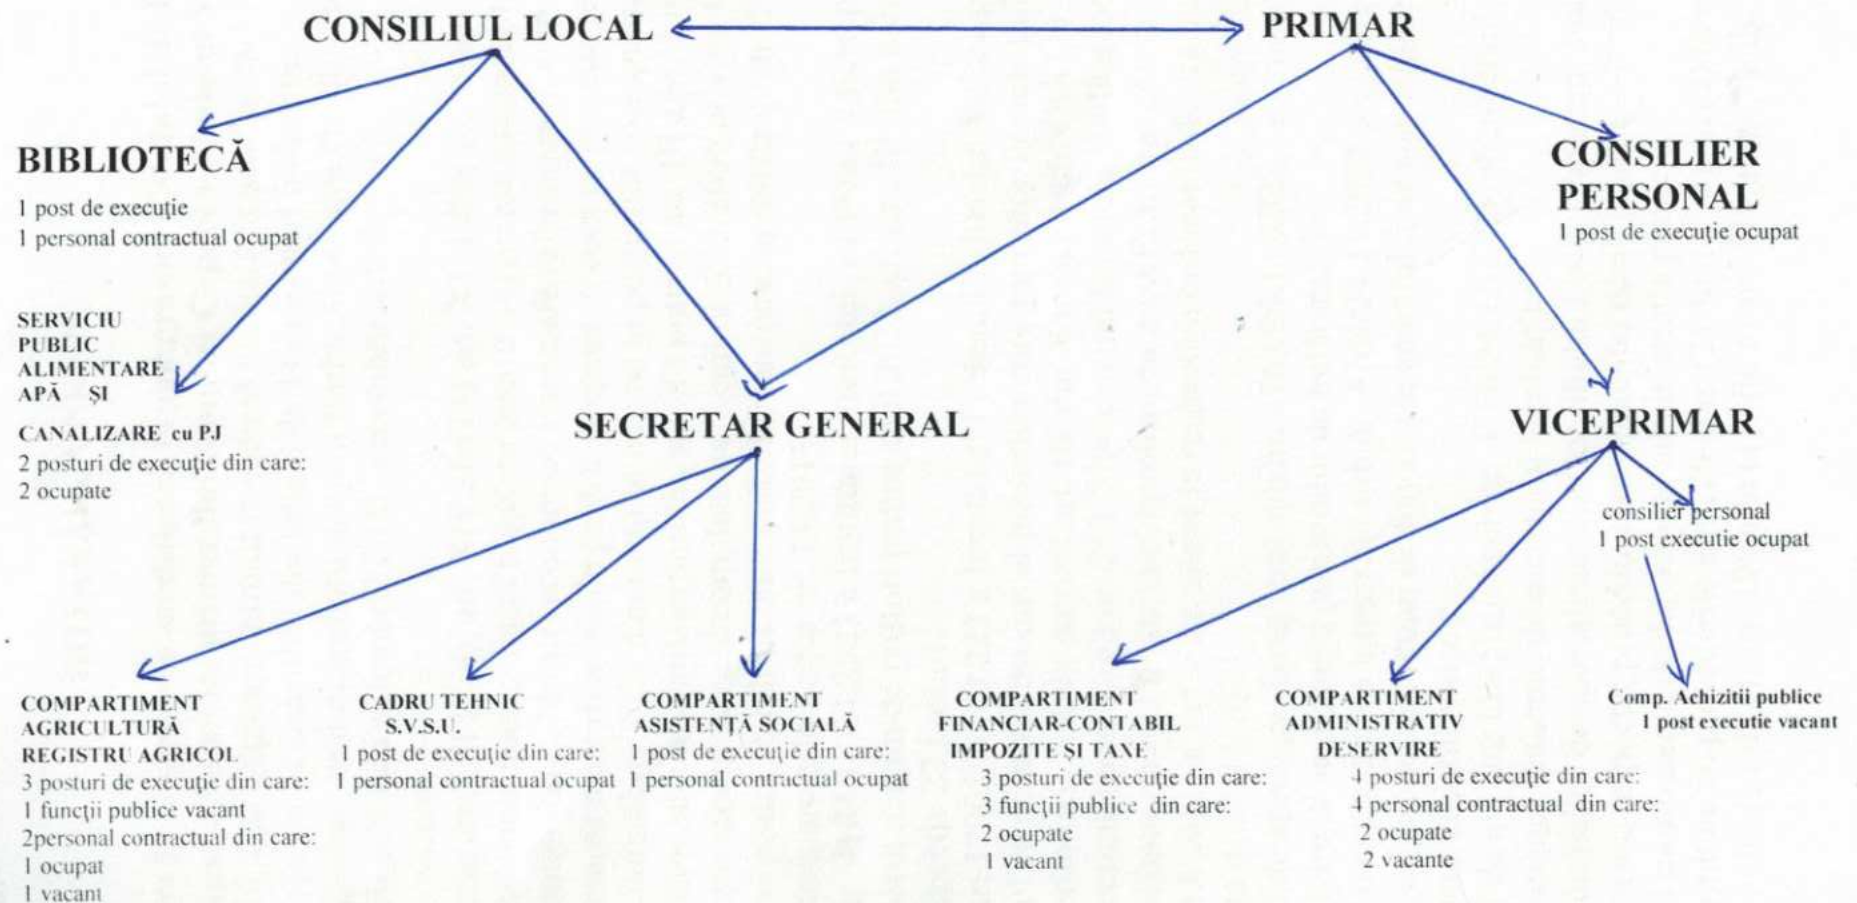 CONSILIUL LOCAL
PRIMAR
BIBLIOTECĂ
1 post de execuţie
1 personal contractual ocupat
CONSILIER
PERSONAL
1 post de execuţie ocupat
SERVICIU
PUBLIC
ALIMENTARE
APĂ ŞI
CANALIZARE cu PJ
2 posturi de execuţie din care:
2 ocupate
SECRETAR GENERAL
VICEPRIMAR
consilier personal
1 post executie ocupat
COMPARTIMENT
AGRICULTURĂ
REGISTRU AGRICOL
3 posturi de execuţie din care:
1 funcţii publice vacant
2personal contractual din care:
1 ocupat
1 vacant
CADRU TEHNIC
S.V.S.U.
1 post de execuţie din care:
1 personal contractual ocupat
COMPARTIMENT
ASISTENŢĂ SOCIALĂ
1 post de execuţie din care:
1 personal contractual ocupat
COMPARTIMENT
FINANCIAR-CONTABIL
IMPOZITE ŞI TAXE
3 posturi de execuţie din care:
3 funcţii publice din care:
2 ocupate
1 vacant
COMPARTIMENT
ADMINISTRATIV
DESERVIRE
4 posturi de execuţie din care:
4 personal contractual din care:
2 ocupate
2 vacante
Comp. Achizitii publice
1 post executie vacant